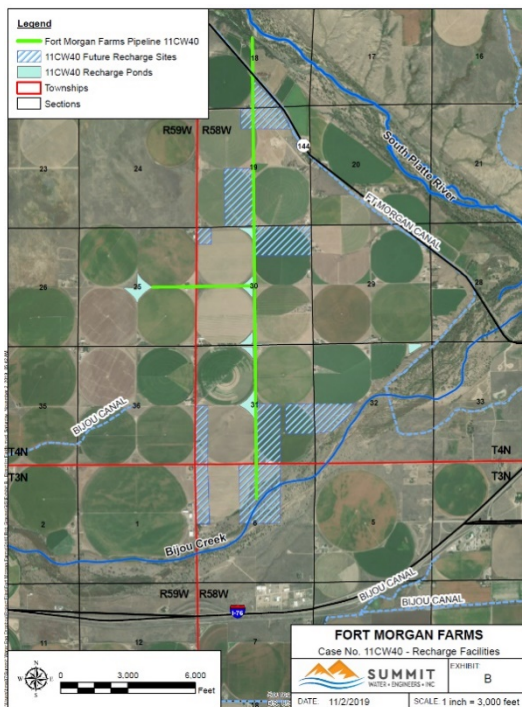 Legend
Fort Morgan Farms Pipeline 11CW40
11CW40 Future Recharge Sites
11CW40 Recharge Ponds
Townships
Sections
18
17
16
R59W R58W
144
South Platte River
23
24
19
20
21
FT MORGAN CANAL
26
25
30
29
28
35
36
31
32
33
BIJOU CANAL
T4N
T4N
T3N
T3N
2
1
6
5
Bijou Creek
BIJOU CANAL
R59W R58W
I-76
BIJOU CANAL
11
12
7
N
W E
S
0 3,000 6,000
Feet
FORT MORGAN FARMS
Case No. 11CW40 - Recharge Facilities
SUMMIT
WATER • ENGINEERS • INC
EXHIBIT:
B
DATE: 11/2/2019
SCALE: 1 inch = 3,000 feet